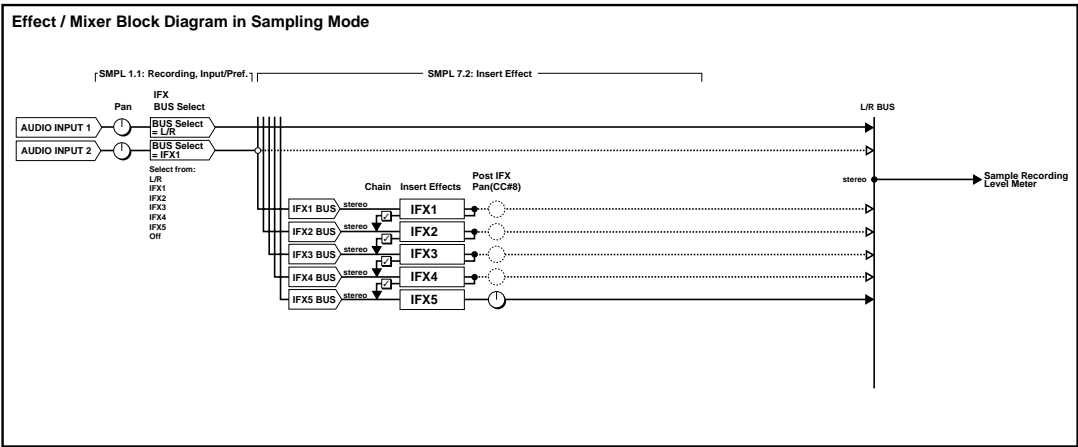 Effect / Mixer Block Diagram in Sampling Mode
SMPL 1.1: Recording, Input/Pref.
SMPL 7.2: Insert Effect
Pan
IFX
BUS Select
L/R BUS
AUDIO INPUT 1
BUS Select
= L/R
AUDIO INPUT 2
BUS Select
= IFX1
Select from:
L/R
IFX1
IFX2
IFX3
IFX4
IFX5
Off
stereo
Sample Recording
Level Meter
Chain
Insert Effects
Post IFX
Pan(CC#8)
IFX1 BUS
stereo
IFX1
IFX2 BUS
stereo
IFX2
IFX3 BUS
stereo
IFX3
IFX4 BUS
stereo
IFX4
IFX5 BUS
stereo
IFX5